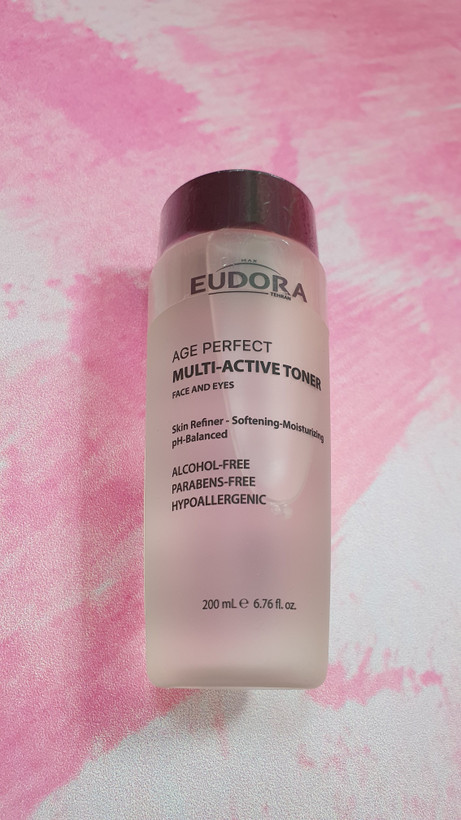 MAK
EUDORA
TEHRAN
AGE PERFECT
MULTI-ACTIVE TONER
FACE AND EYES
Skin Refiner - Softening-Moisturizing
pH-Balanced
ALCOHOL-FREE
PARABENS-FREE
HYPOALLERGENIC
200 mL ℮ 6.76 fl. oz.